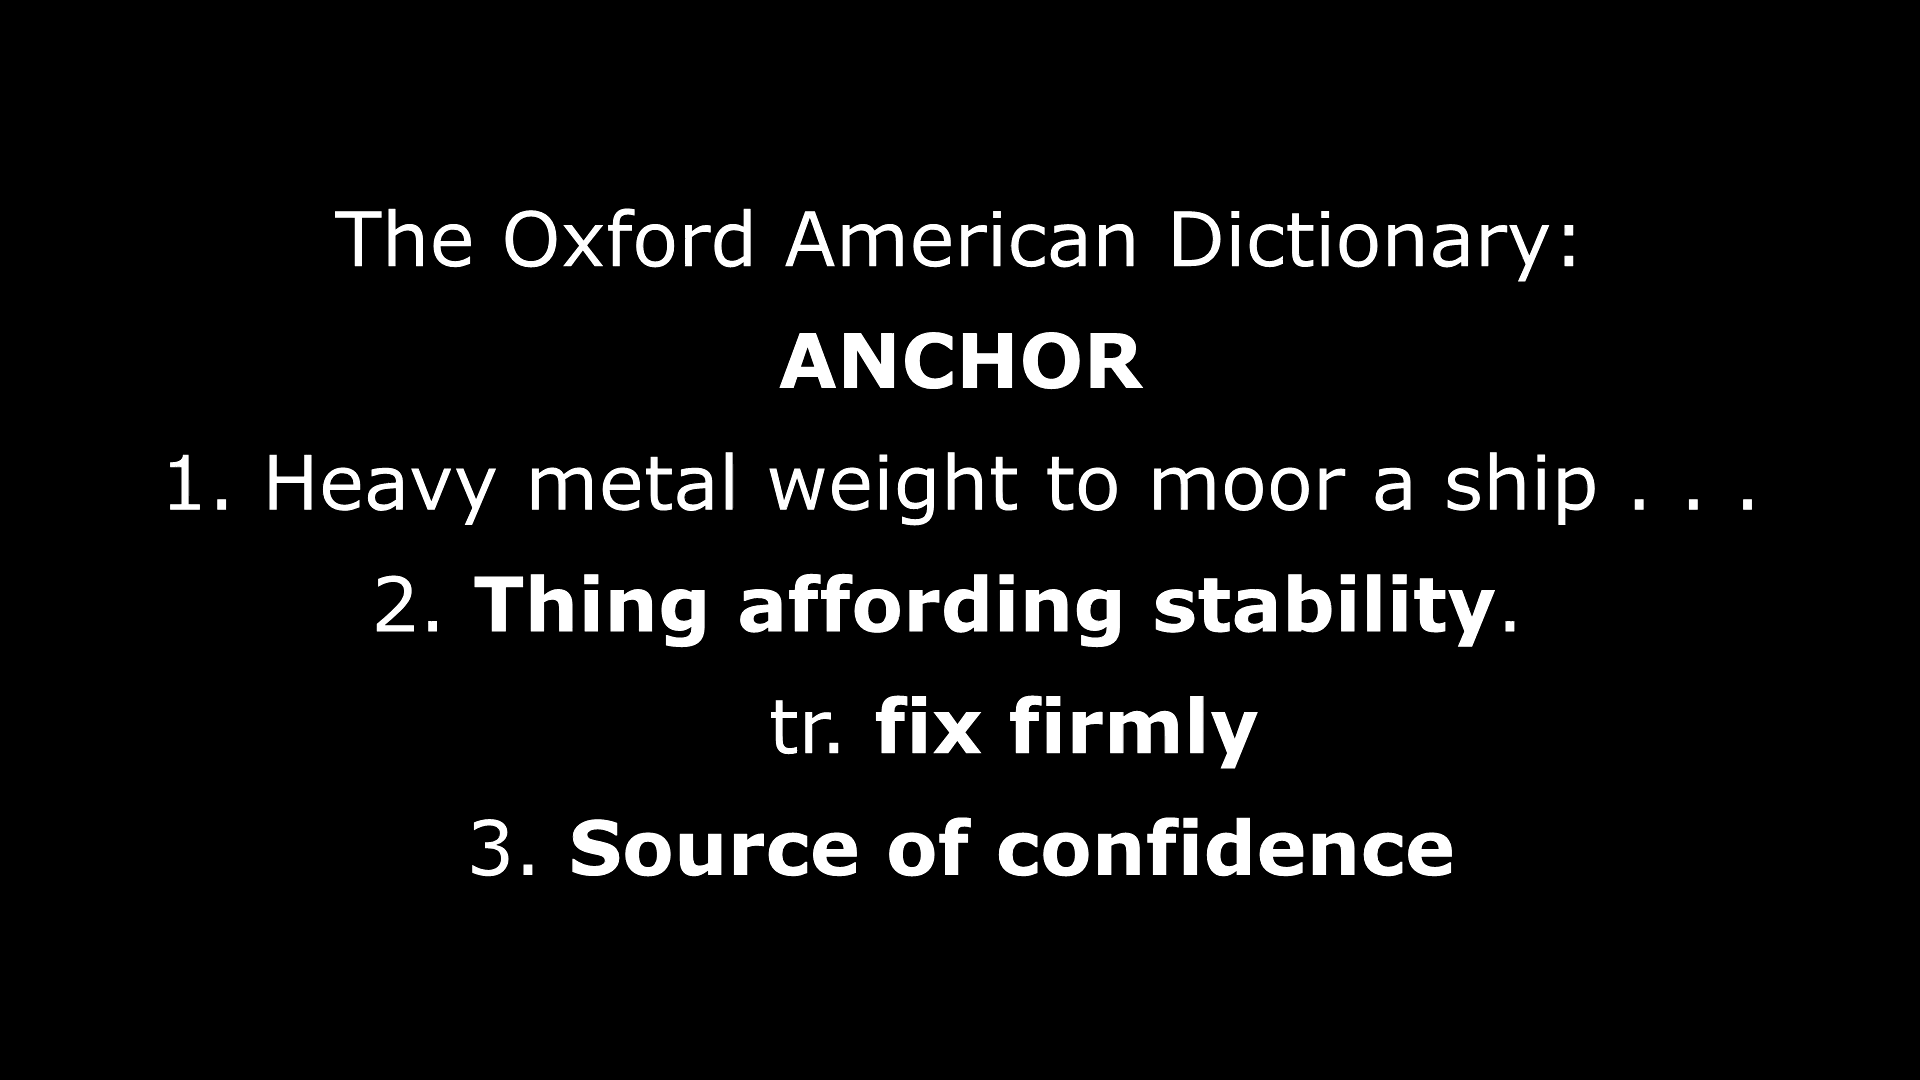 The Oxford American Dictionary:
ANCHOR
1. Heavy metal weight to moor a ship . . .
2. Thing affording stability.
tr. fix firmly
3. Source of confidence